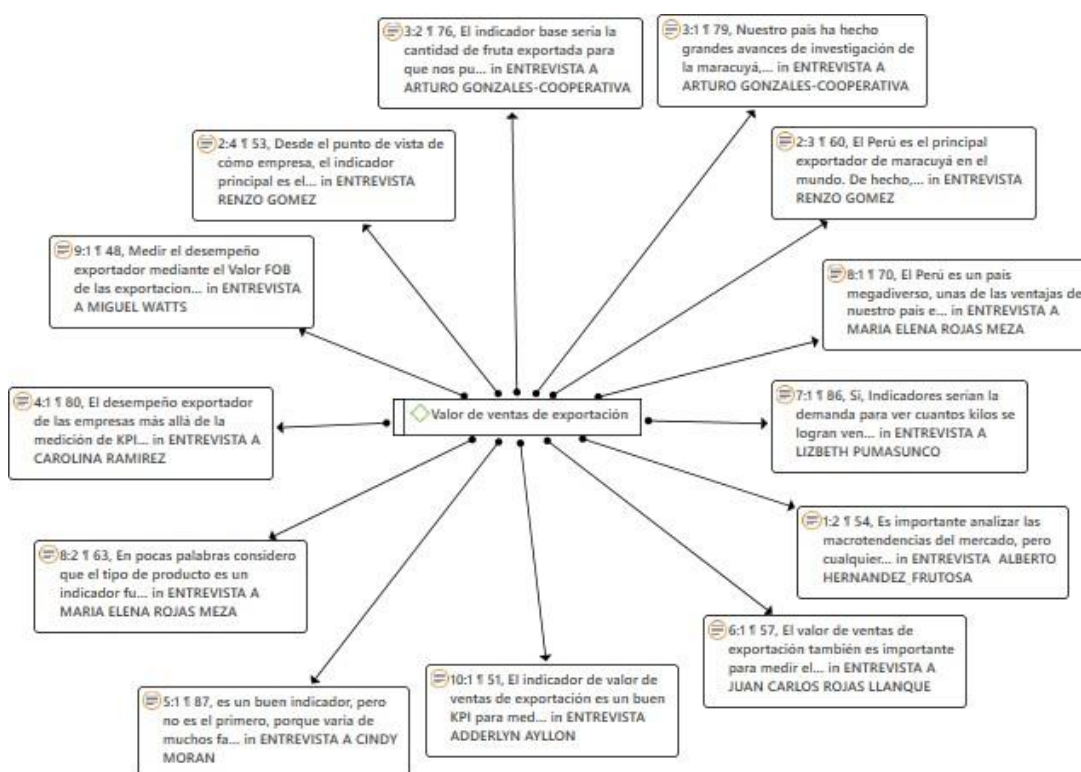 3:2 ¶ 76, El indicador base seria la
cantidad de fruta exportada para
que nos pu... in ENTREVISTA A
ARTURO GONZALES-COOPERATIVA
3:1 ¶ 79, Nuestro país ha hecho
grandes avances de investigación de
la maracuyá,... in ENTREVISTA A
ARTURO GONZALES-COOPERATIVA
2:4 ¶ 53, Desde el punto de vista de
cómo empresa, el indicador
principal es el... in ENTREVISTA
RENZO GOMEZ
2:3 ¶ 60, El Perú es el principal
exportador de maracuyá en el
mundo. De hecho,... in ENTREVISTA
RENZO GOMEZ
9:1 ¶ 48, Medir el desempeño
exportador mediante el Valor FOB
de las exportacion... in ENTREVISTA
A MIGUEL WATTS
8:1 ¶ 70, El Perú es un país
megadiverso, unas de las ventajas de
nuestro país e... in ENTREVISTA A
MARIA ELENA ROJAS MEZA
4:1 ¶ 80, El desempeño exportador
de las empresas más allá de la
medición de KPI... in ENTREVISTA A
CAROLINA RAMIREZ
Valor de ventas de exportación
7:1 ¶ 86, Si, Indicadores serían la
demanda para ver cuantos kilos se
logran ven... in ENTREVISTA A
LIZBETH PUMASUNCO
8:2 ¶ 63, En pocas palabras considero
que el tipo de producto es un
indicador fu... in ENTREVISTA A
MARIA ELENA ROJAS MEZA
1:2 ¶ 54, Es importante analizar las
macrotendencias del mercado, pero
cualquier... in ENTREVISTA ALBERTO
HERNANDEZ_FRUTOSA
5:1 ¶ 87, es un buen indicador, pero
no es el primero, porque varia de
muchos fa... in ENTREVISTA A CINDY
MORAN
10:1 ¶ 51, El indicador de valor de
ventas de exportación es un buen
KPI para med... in ENTREVISTA
ADDERLYN AYLLON
6:1 ¶ 57, El valor de ventas de
exportación también es importante
para medir el... in ENTREVISTA A
JUAN CARLOS ROJAS LLANQUE